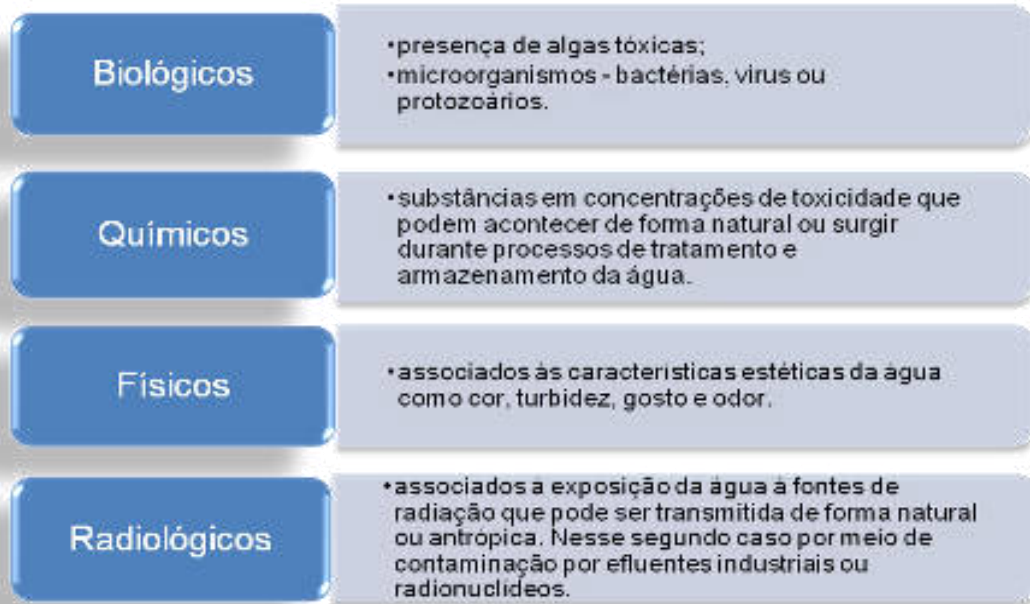 Biológicos
•presença de algas tóxicas;
•microorganismos - bactérias, virus ou
protozoários.
Químicos
•substâncias em concentrações de toxicidade que
podem acontecer de forma natural ou surgir
durante processos de tratamento e
armazenamento da água.
Físicos
•associados às características estéticas da água
como cor, turbidez, gosto e odor.
Radiológicos
•associados a exposição da água à fontes de
radiação que pode ser transmitida de forma natural
ou antrópica. Nesse segundo caso por meio de
contaminação por efluentes industriais ou
radionuclídeos.